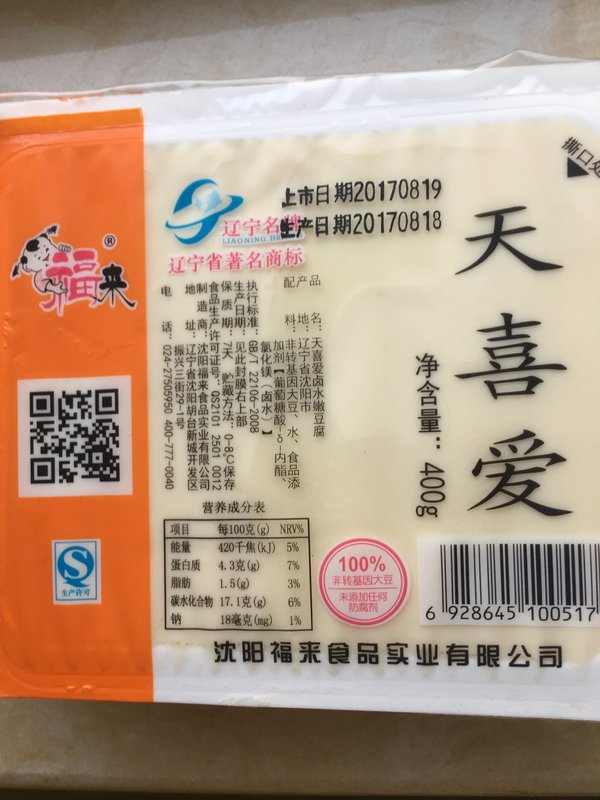 撕口处
上市日期20170819
生产日期20170818
辽宁名牌
LIAONING BRAND
辽宁省著名商标
福来®
天喜爱
净含量：400g
产品名：天喜爱卤水嫩豆腐
产地：辽宁省沈阳市
配料：非转基因大豆、水、食品添
加剂【葡萄糖酸-δ-内酯、
氯化镁（卤水）】
执行标准：GB/T 22106-2008
生产日期：见此封膜右上部
保质期：7天 贮藏方法：0-8℃保存
食品生产许可证号：QS2101 2501 0012
制造商：沈阳福来食品实业有限公司
地址：辽宁省沈阳胡台新城开发区
振兴三街29-1号
电话：024-27505950 400-777-0040
营养成分表
项目 每100克(g) NRV%
能量 420千焦(kJ) 5%
蛋白质 4.3克(g) 7%
脂肪 1.5(g) 3%
碳水化合物 17.1克(g) 6%
钠 18毫克(mg) 1%
100%
非转基因大豆
未添加任何
防腐剂
生产许可
6 928645 100517
沈阳福来食品实业有限公司